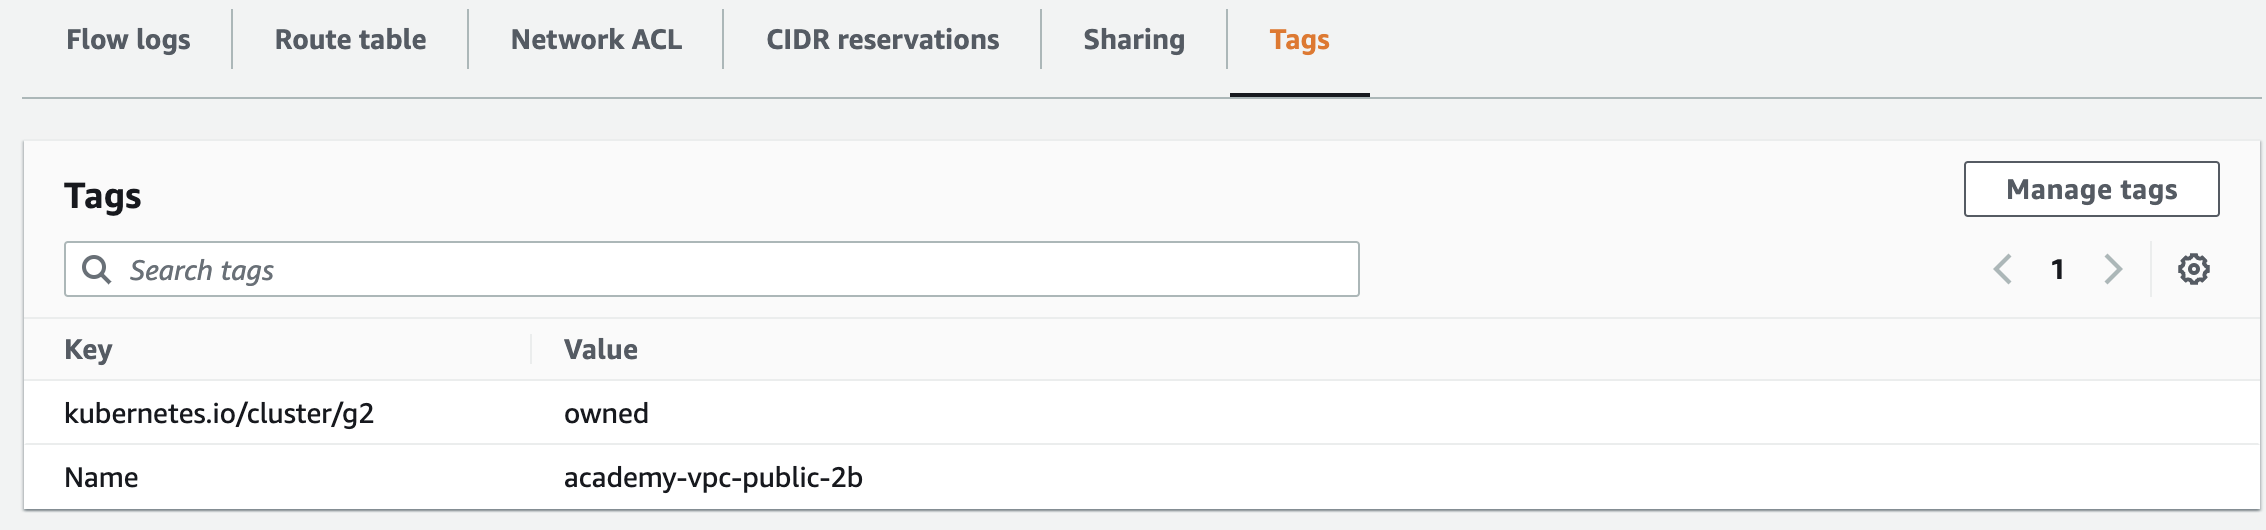 Flow logs Route table Network ACL CIDR reservations Sharing Tags
Tags
Manage tags
Search tags
1
Key Value
kubernetes.io/cluster/g2 owned
Name academy-vpc-public-2b